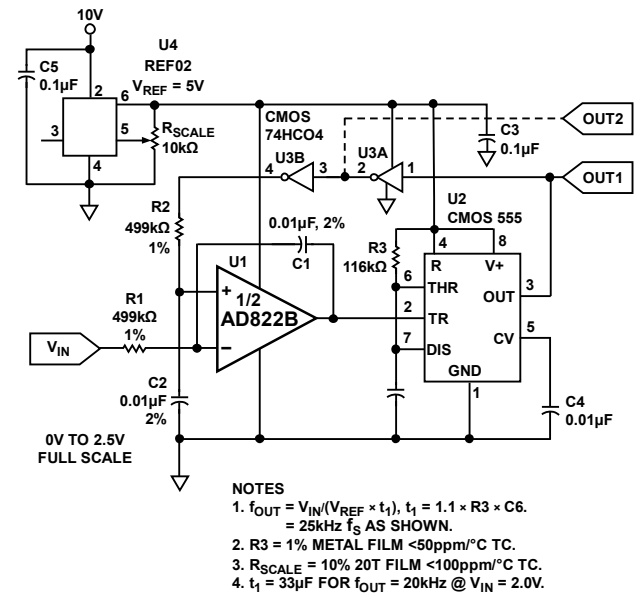 10V
U4
REF02
VREF = 5V
C5
0.1µF
2
6
3
5
4
RSCALE
10kΩ
CMOS
74HCO4
U3B
U3A
4
3
2
1
C3
0.1µF
OUT2
OUT1
U2
CMOS 555
R2
499kΩ
1%
0.01µF, 2%
C1
R3
116kΩ
U1
1/2
AD822B
+
–
R1
499kΩ
1%
VIN
C2
0.01µF
2%
4
8
R
V+
6
THR
OUT
3
2
TR
7
DIS
CV
5
GND
1
C4
0.01µF
0V TO 2.5V
FULL SCALE
NOTES
1. fOUT = VIN/(VREF × t1), t1 = 1.1 × R3 × C6.
= 25kHz fS AS SHOWN.
2. R3 = 1% METAL FILM <50ppm/°C TC.
3. RSCALE = 10% 20T FILM <100ppm/°C TC.
4. t1 = 33µF FOR fOUT = 20kHz @ VIN = 2.0V.